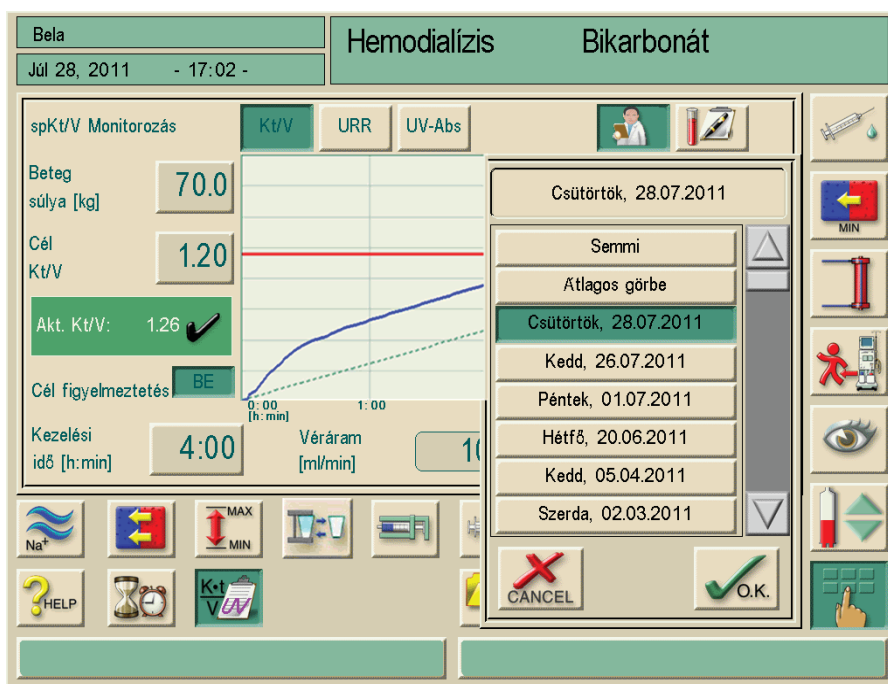 Bela
Júl 28, 2011 - 17:02 -
Hemodialízis Bikarbonát
spKt/V Monitorozás
Kt/V
URR
UV-Abs
Beteg
súlya [kg]
70.0
Cél
Kt/V
1.20
Akt. Kt/V: 1.26
Cél figyelmeztetés
BE
0:00
[h:min]
1:00
Kezelési
idő [h:min]
4:00
Véráram
[ml/min]
Csütörtök, 28.07.2011
Semmi
Átlagos görbe
Csütörtök, 28.07.2011
Kedd, 26.07.2011
Péntek, 01.07.2011
Hétfő, 20.06.2011
Kedd, 05.04.2011
Szerda, 02.03.2011
CANCEL
O.K.
MIN
Na+
MAX
MIN
HELP
K•t
V
UV